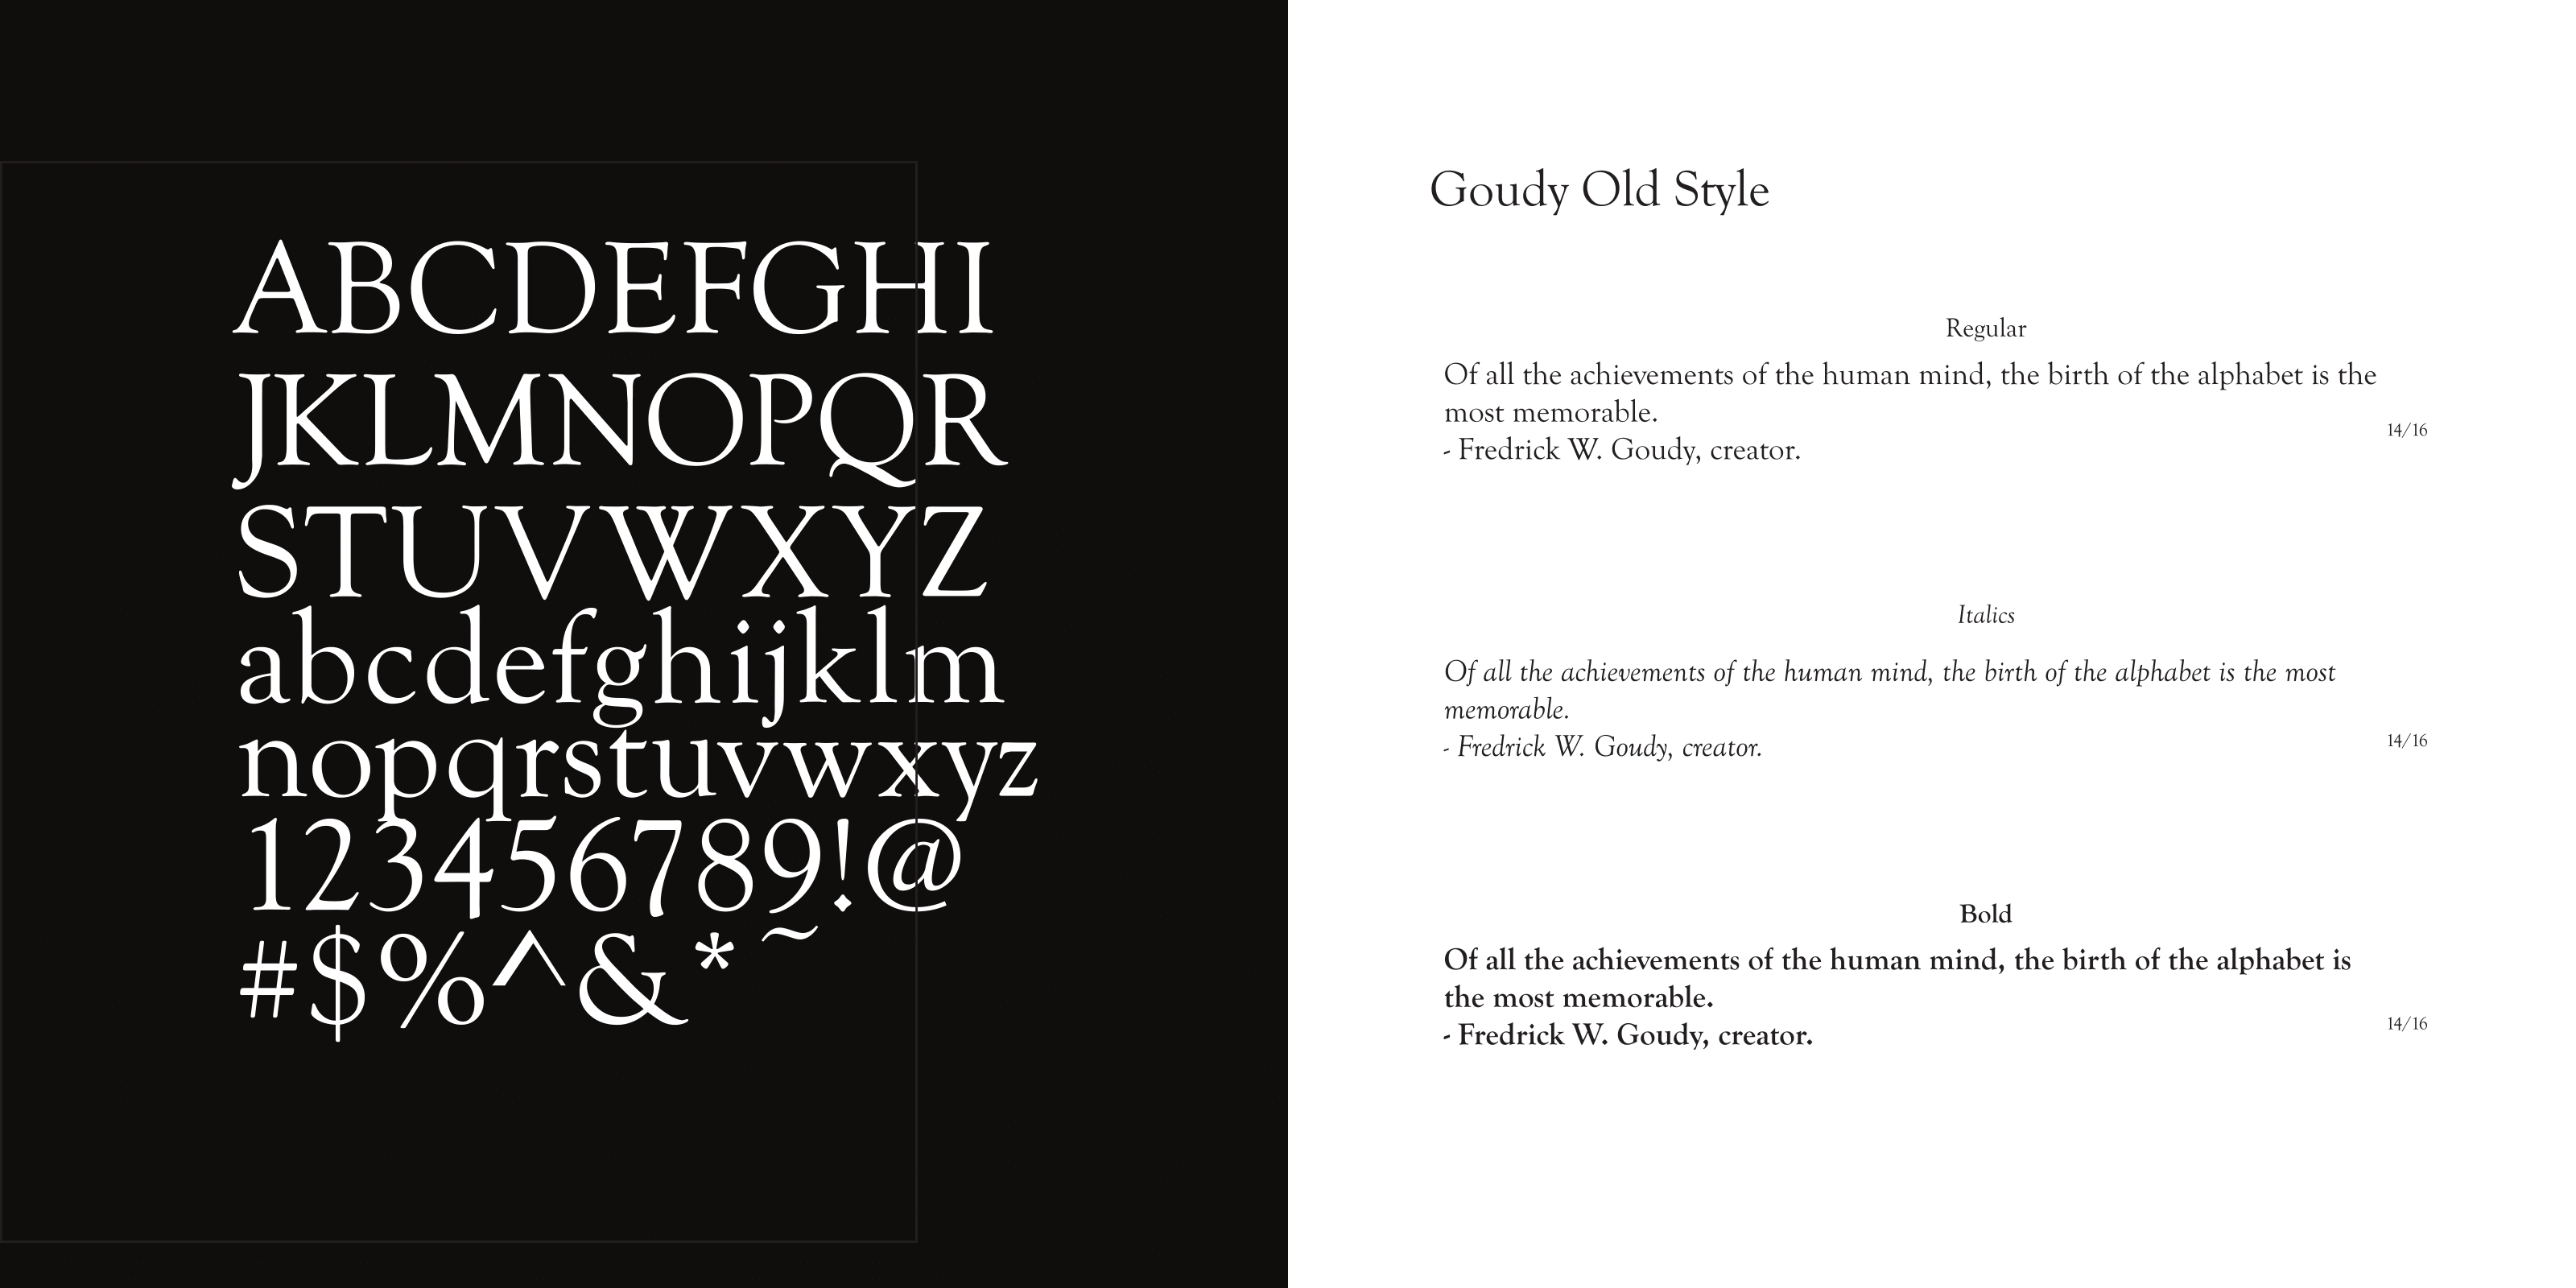 ABCDEFGHI
JKLMNOPQR
STUVWXYZ
abcdefghijklm
nopqrstuvwxyz
123456789!@
#$%^&*~
Goudy Old Style
Regular
Of all the achievements of the human mind, the birth of the alphabet is the
most memorable.
- Fredrick W. Goudy, creator.
14/16
Italics
Of all the achievements of the human mind, the birth of the alphabet is the most
memorable.
- Fredrick W. Goudy, creator.
14/16
Bold
Of all the achievements of the human mind, the birth of the alphabet is
the most memorable.
- Fredrick W. Goudy, creator.
14/16